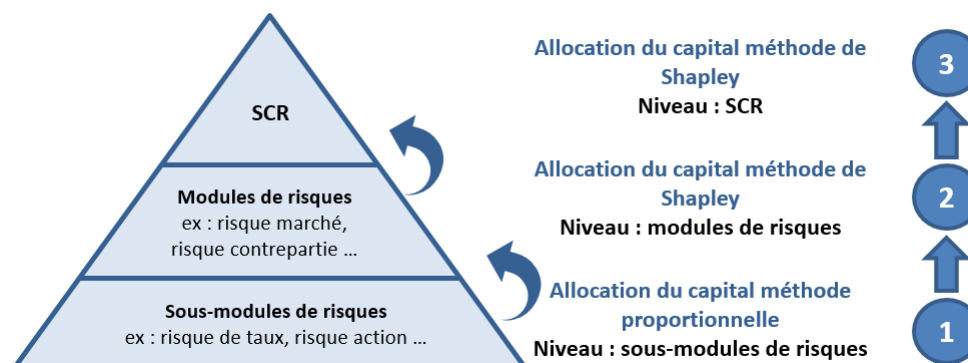 SCR
Modules de risques
ex : risque marché,
risque contrepartie ...
Sous-modules de risques
ex : risque de taux, risque action ...
Allocation du capital méthode de
Shapley
Niveau : SCR
3
Allocation du capital méthode de
Shapley
Niveau : modules de risques
2
Allocation du capital méthode
proportionnelle
Niveau : sous-modules de risques
1